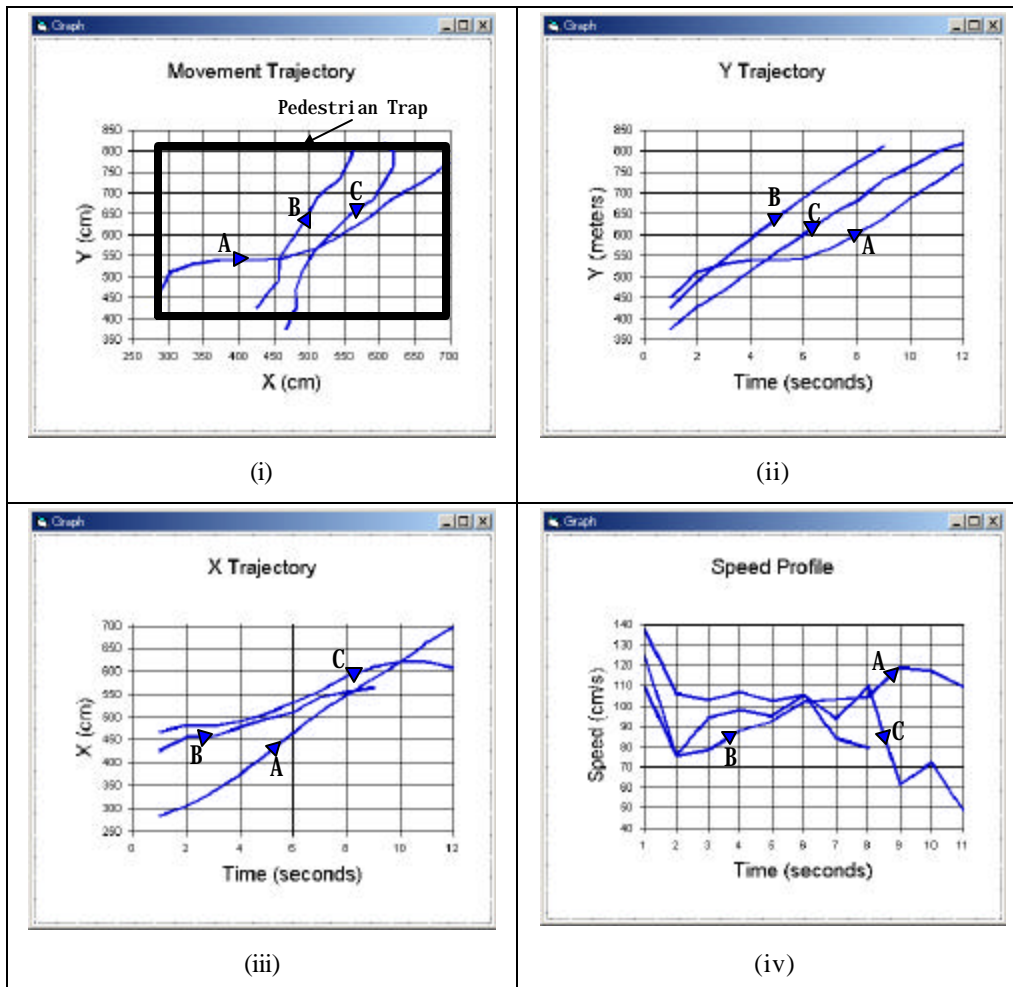 Graph
Movement Trajectory
Pedestrian Trap
Y (cm)
850
800
750
700
650
600
550
500
450
400
350
A
B
C
250 300 350 400 450 500 550 600 650 700
X (cm)
(i)
Graph
Y Trajectory
Y (meters)
850
800
750
700
650
600
550
500
450
400
350
B
C
A
0 2 4 6 8 10 12
Time (seconds)
(ii)
Graph
X Trajectory
X (cm)
700
650
600
550
500
450
400
350
300
250
C
B
A
0 2 4 6 8 10 12
Time (seconds)
(iii)
Graph
Speed Profile
Speed (cm/s)
140
130
120
110
100
90
80
70
60
50
40
A
B
C
1 2 3 4 5 6 7 8 9 10 11
Time (seconds)
(iv)